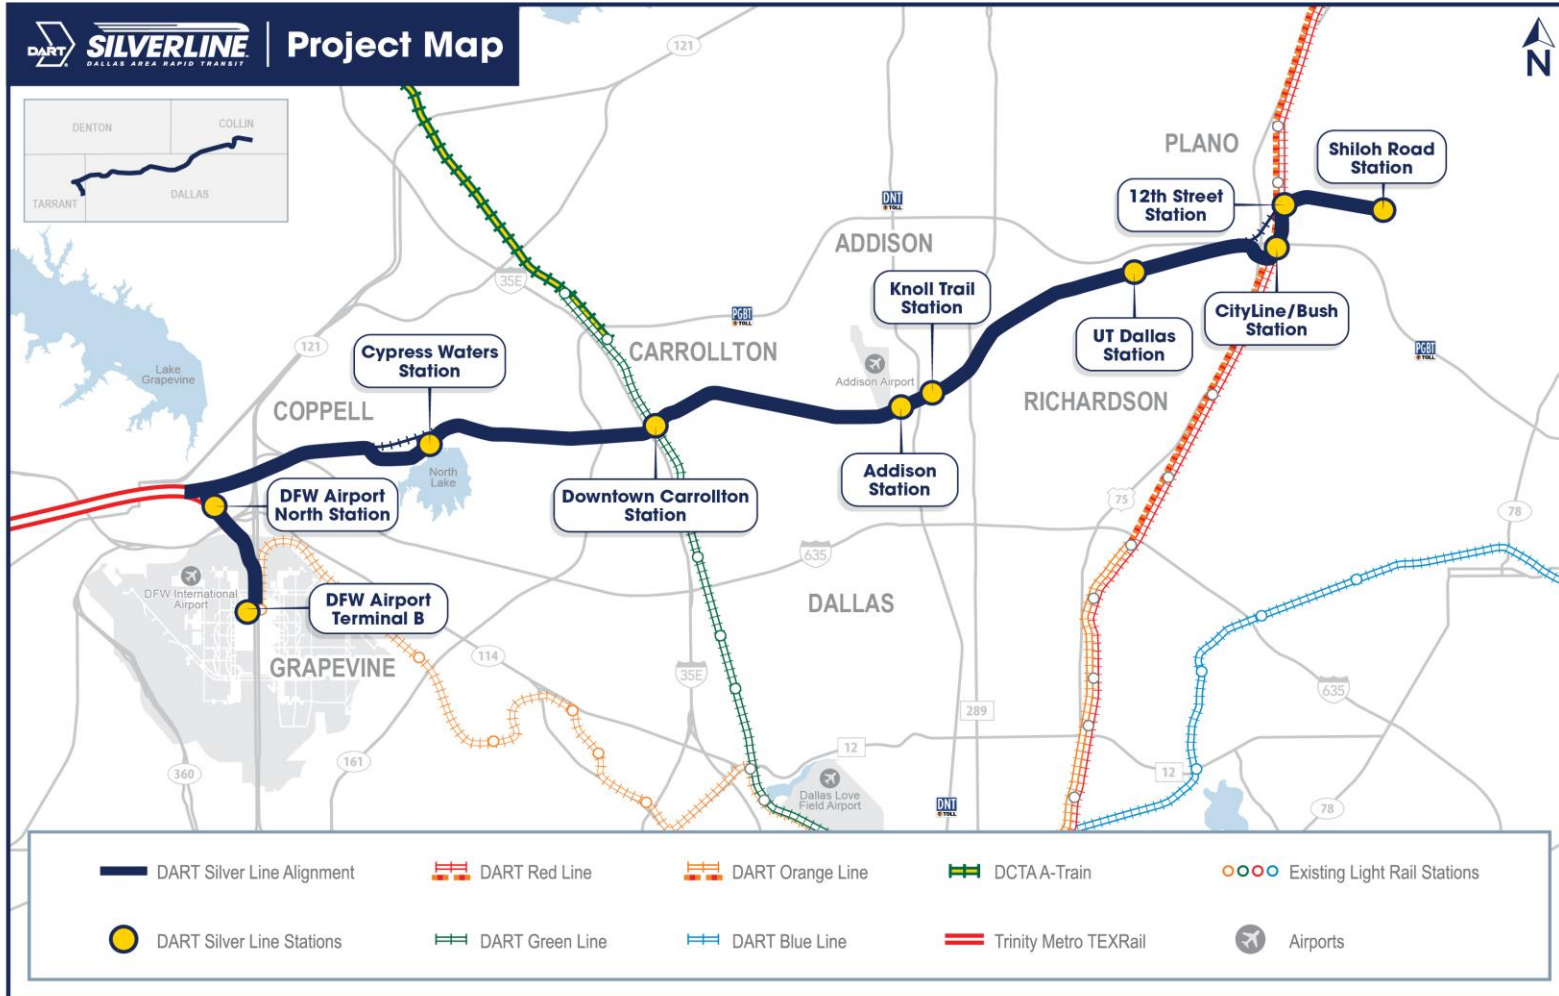 DART
SILVERLINE
DALLAS AREA RAPID TRANSIT
Project Map
N
DENTON
COLLIN
TARRANT
DALLAS
121
PLANO
Shiloh Road
Station
12th Street
Station
DNT
TOLL
ADDISON
35E
Knoll Trail
Station
PGBT
TOLL
UT Dallas
Station
CityLine/Bush
Station
121
Cypress Waters
Station
CARROLLTON
PGBT
TOLL
Lake
Grapevine
Addison Airport
COPPELL
RICHARDSON
North
Lake
Addison
Station
DFW Airport
North Station
Downtown Carrollton
Station
75
78
635
DFW International
Airport
DFW Airport
Terminal B
DALLAS
GRAPEVINE
114
35E
635
289
12
161
360
12
Dallas Love
Field Airport
DNT
TOLL
78
DART Silver Line Alignment
DART Red Line
DART Orange Line
DCTA A-Train
Existing Light Rail Stations
DART Silver Line Stations
DART Green Line
DART Blue Line
Trinity Metro TEXRail
Airports